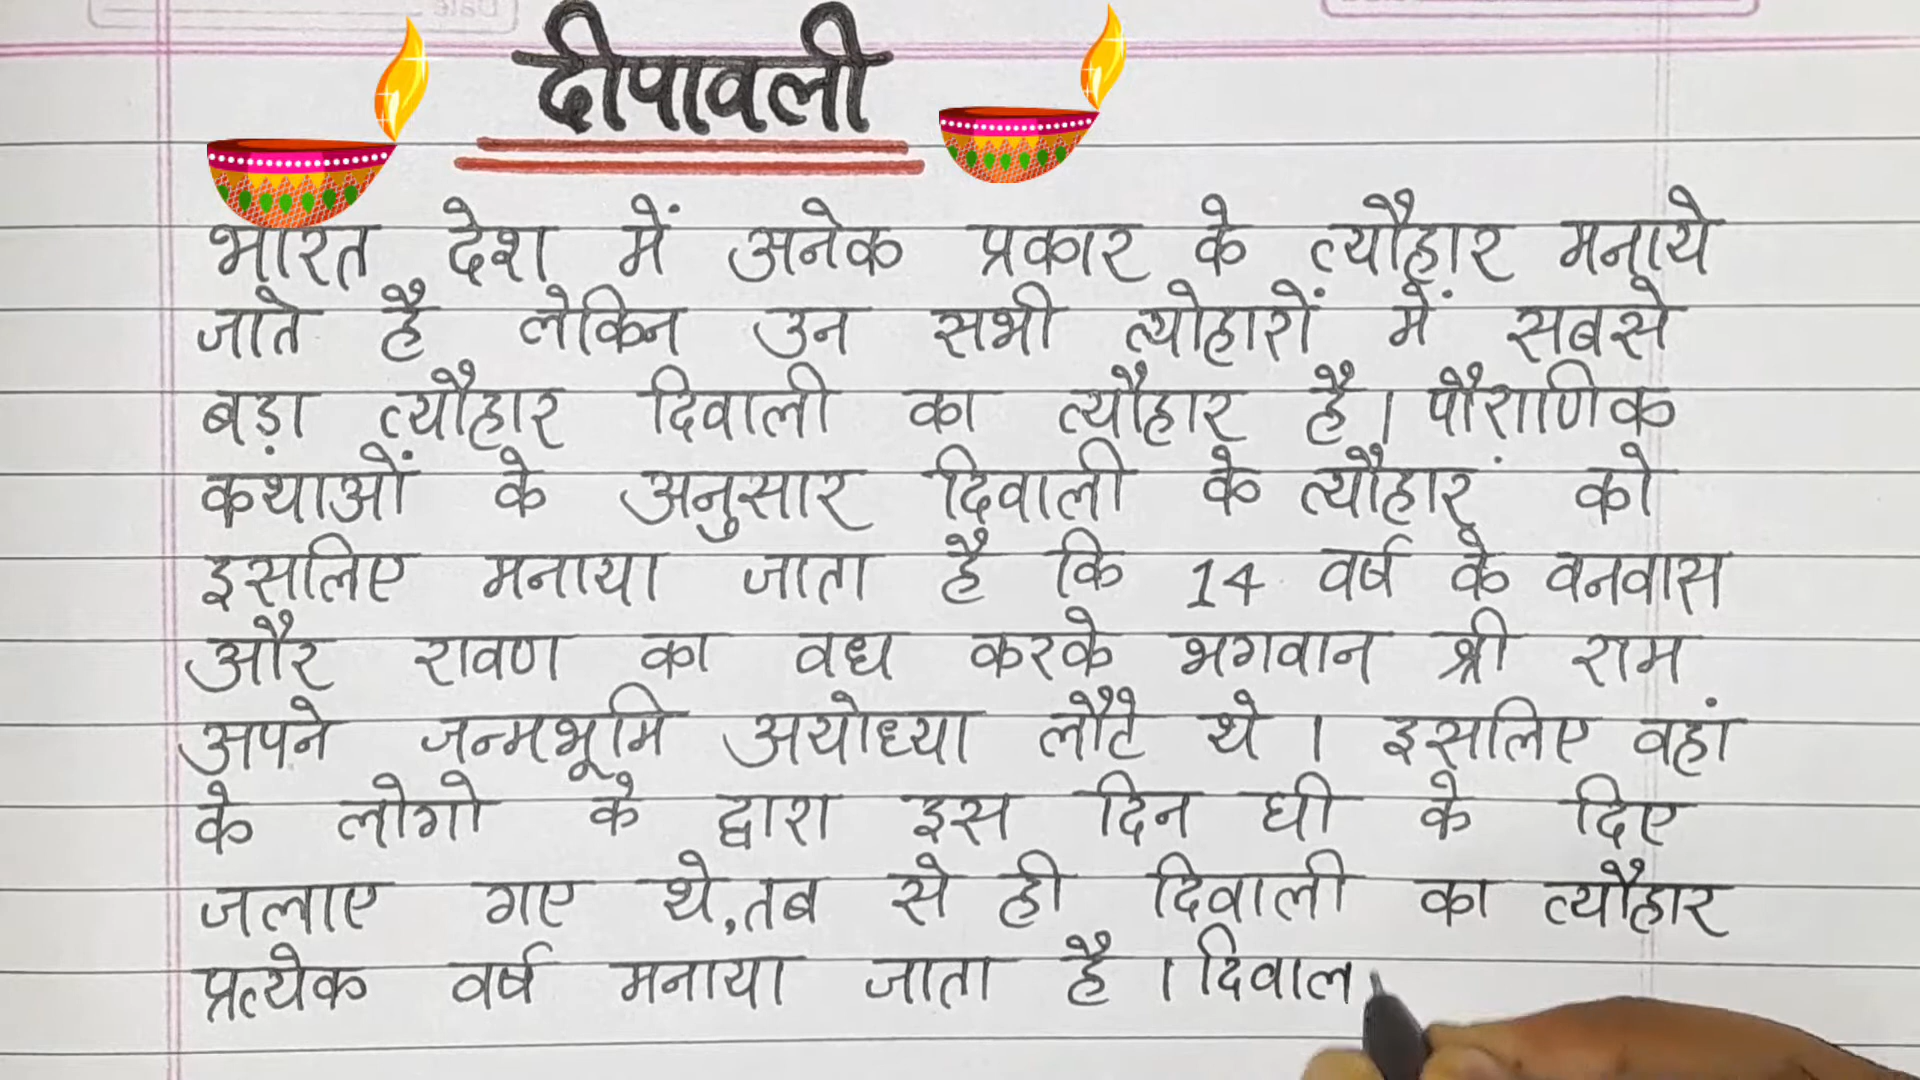 दीपावली
भारत देश में अनेक प्रकार के त्यौहार मनाये
जाते है लेकिन उन सभी त्योहारों में सबसे
बड़ा त्यौहार दिवाली का त्यौहार है। पौराणिक
कथाओं के अनुसार दिवाली के त्यौहार को
इसलिए मनाया जाता है कि 14 वर्ष के वनवास
और रावण का वध करके भगवान श्री राम
अपने जन्मभूमि अयोध्या लौटे थे । इसलिए वहां
के लोगो के द्वारा इस दिन घी के दिए
जलाए गए थे,तब से ही दिवाली का त्यौहार
प्रत्येक वर्ष मनाया जाता है । दिवाल